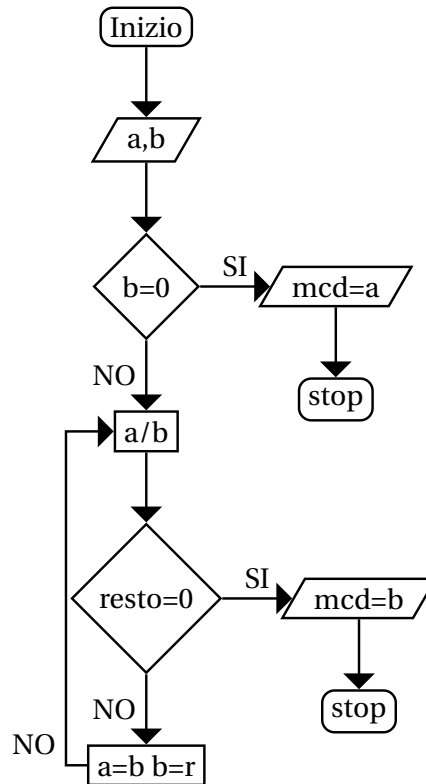 Inizio
a,b
b=0
SI
mcd=a
NO
stop
a/b
resto=0
SI
mcd=b
NO
stop
NO
a=b b=r